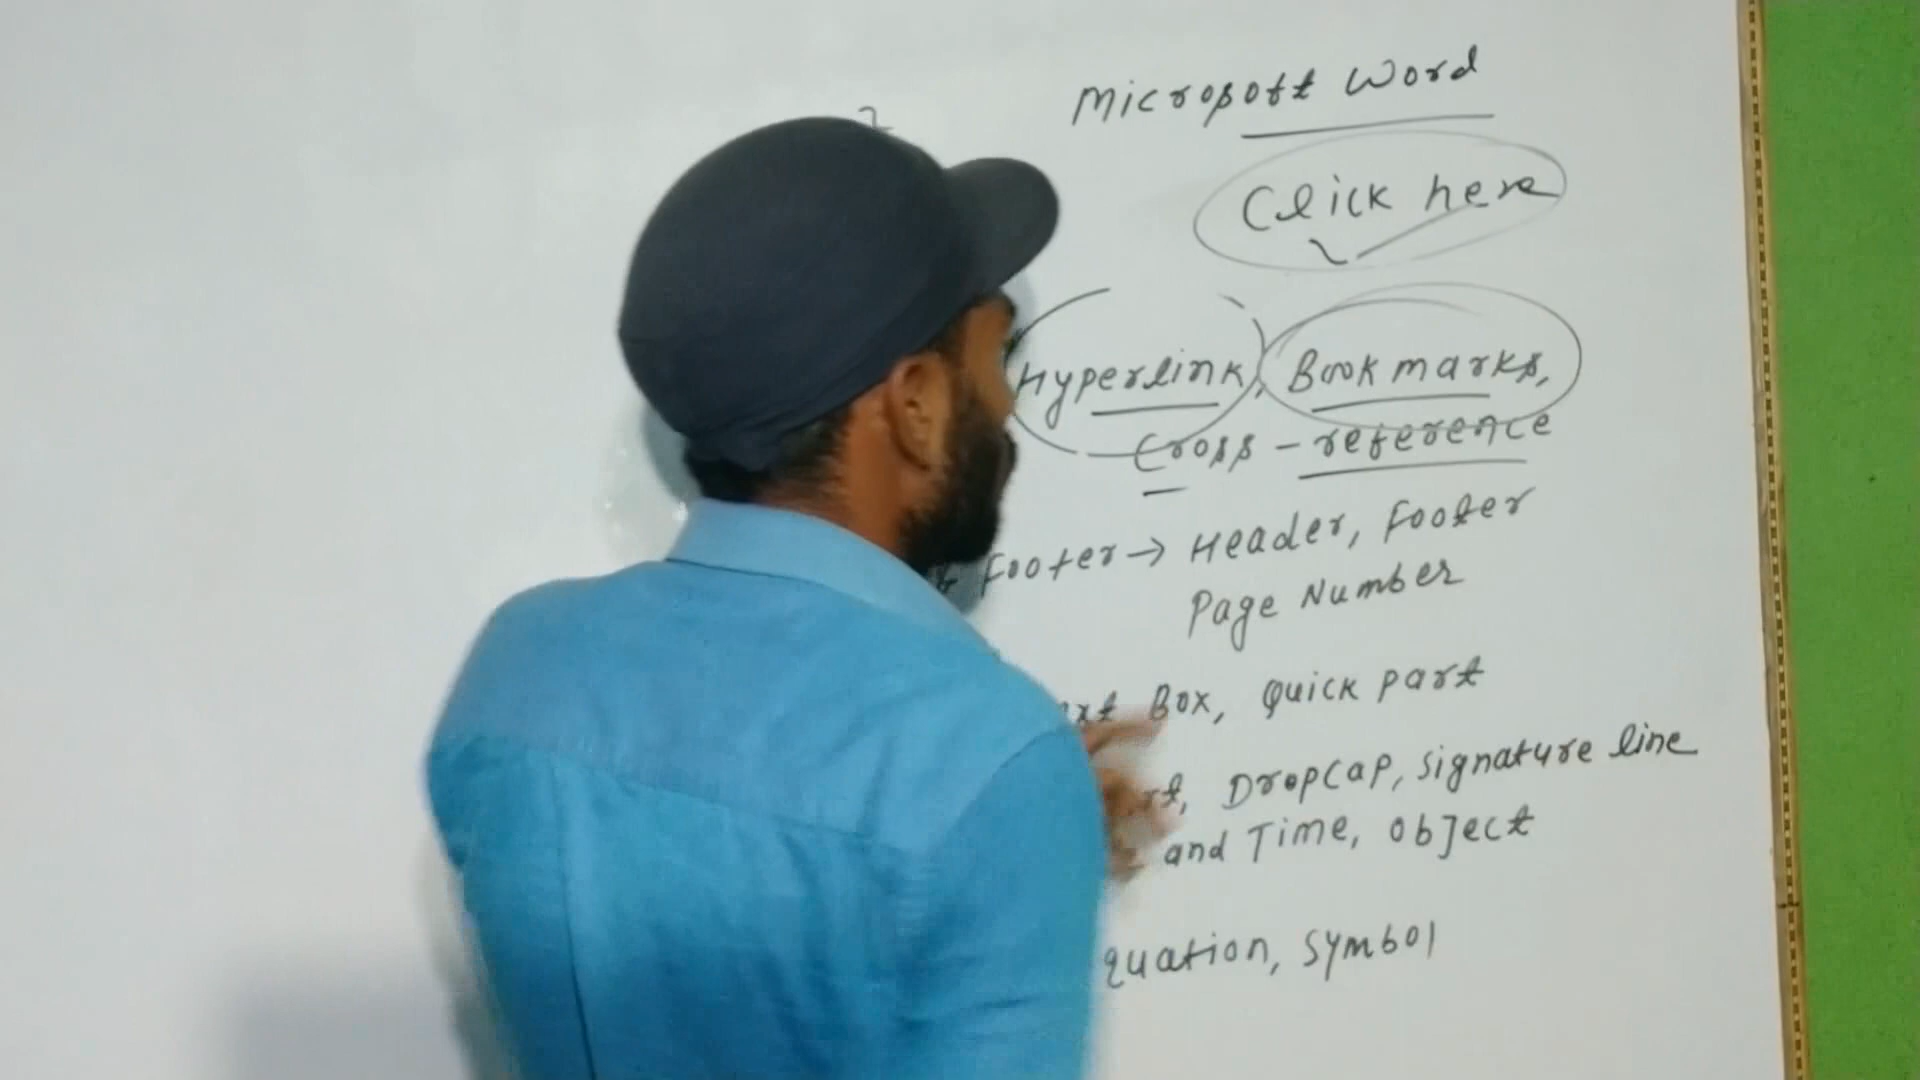 Microsoft Word
Click here
Hyperlink, Bookmarks,
Cross-reference
Footer → Header, Footer
Page Number
Box, Quick part
DropCap, Signature line
and Time, Object
Symbol